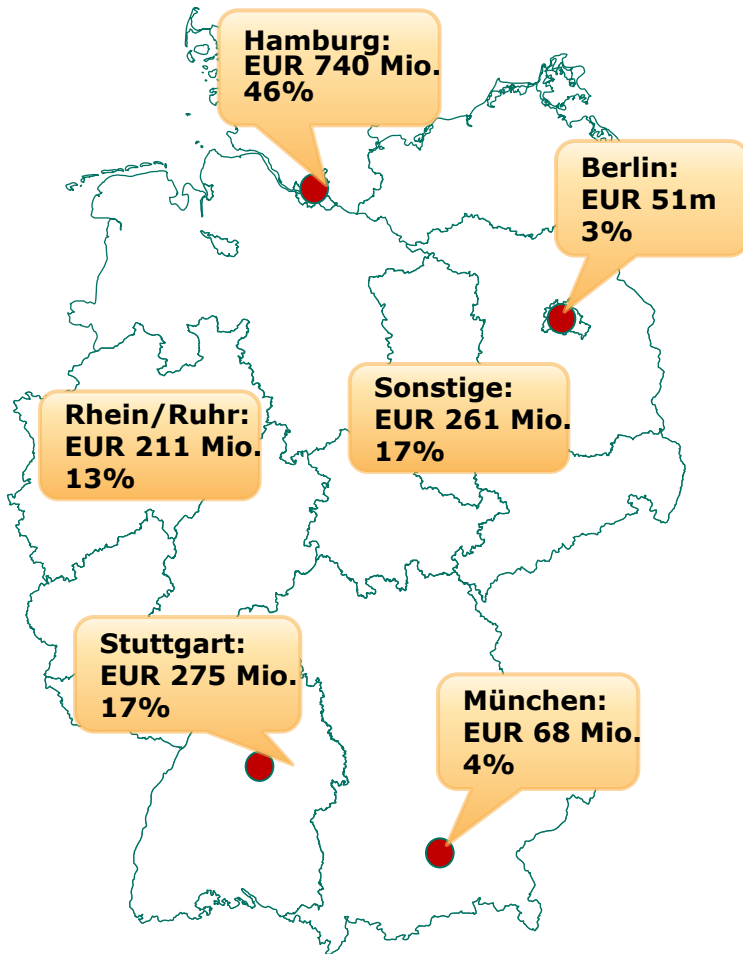 Hamburg:
EUR 740 Mio.
46%
Berlin:
EUR 51m
3%
Sonstige:
EUR 261 Mio.
17%
Rhein/Ruhr:
EUR 211 Mio.
13%
Stuttgart:
EUR 275 Mio.
17%
München:
EUR 68 Mio.
4%